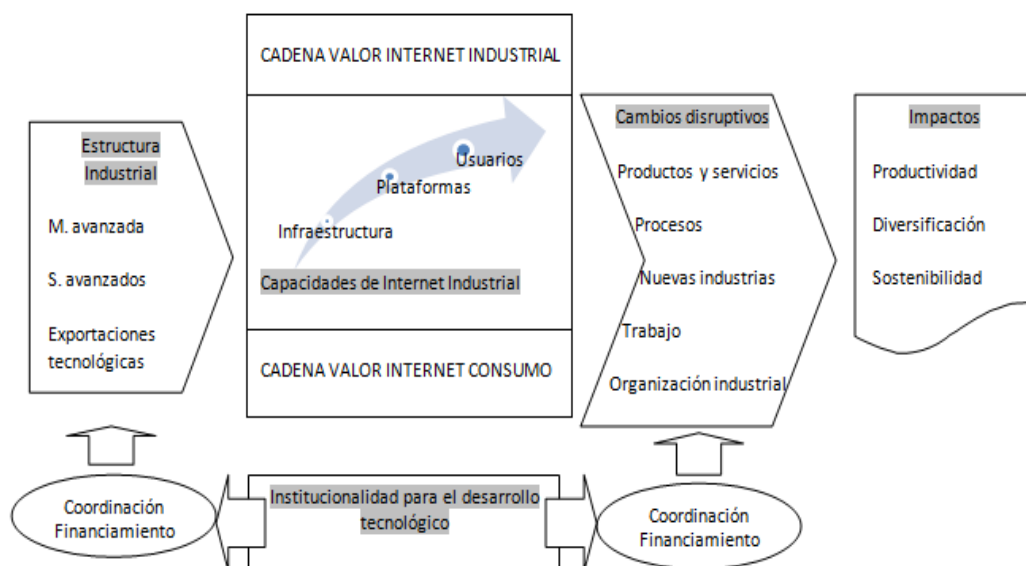 CADENA VALOR INTERNET INDUSTRIAL
Estructura
Industrial
M. avanzada
S. avanzados
Exportaciones
tecnológicas
Usuarios
Plataformas
Infraestructura
Capacidades de Internet Industrial
CADENA VALOR INTERNET CONSUMO
Cambios disruptivos
Productos y servicios
Procesos
Nuevas industrias
Trabajo
Organización industrial
Impactos
Productividad
Diversificación
Sostenibilidad
Coordinación
Financiamiento
Institucionalidad para el desarrollo
tecnológico
Coordinación
Financiamiento